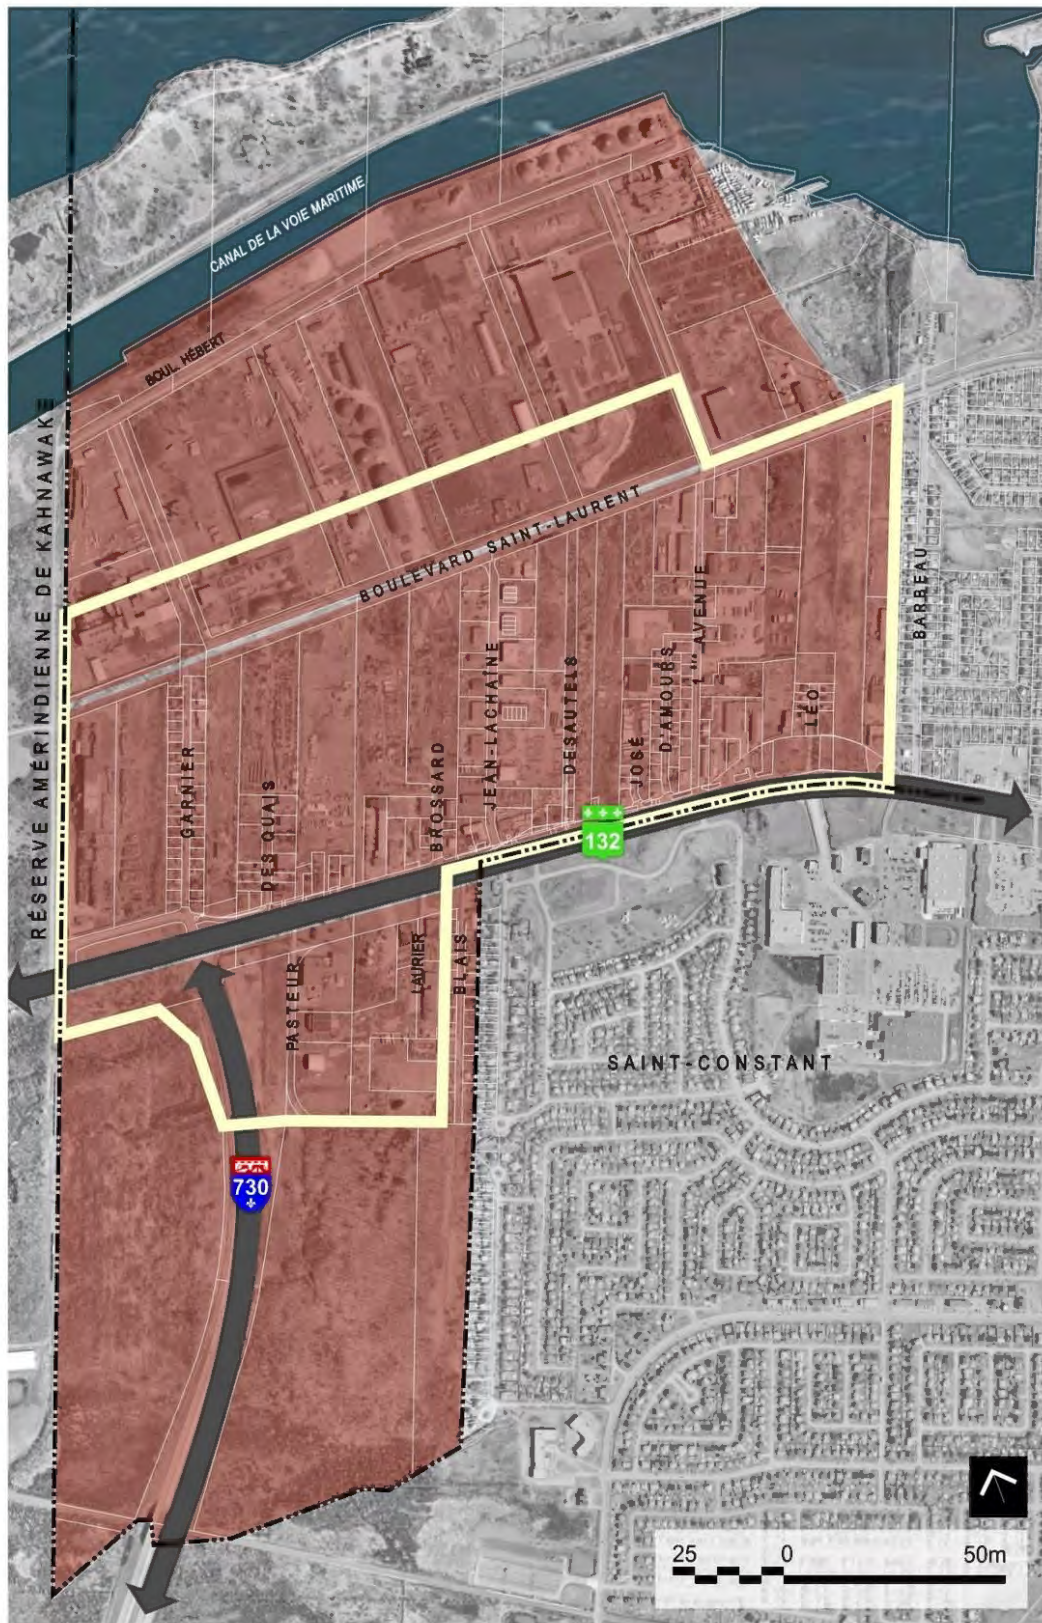 CANAL DE LA VOIE MARITIME
BOUL. HÉBERT
RÉSERVE AMÉRINDIENNE DE KAHNAWAKE
BOULEVARD SAINT-LAURENT
BARBEAU
GARNIER
DES QUAIS
BROSSARD
JEAN-LACHAÎNE
DESAUTELS
JOSÉ
D'AMOURS
1ère AVENUE
LÉO
132
PASTEUR
LAURIER
BLAIS
SAINT-CONSTANT
730
25 0 50m